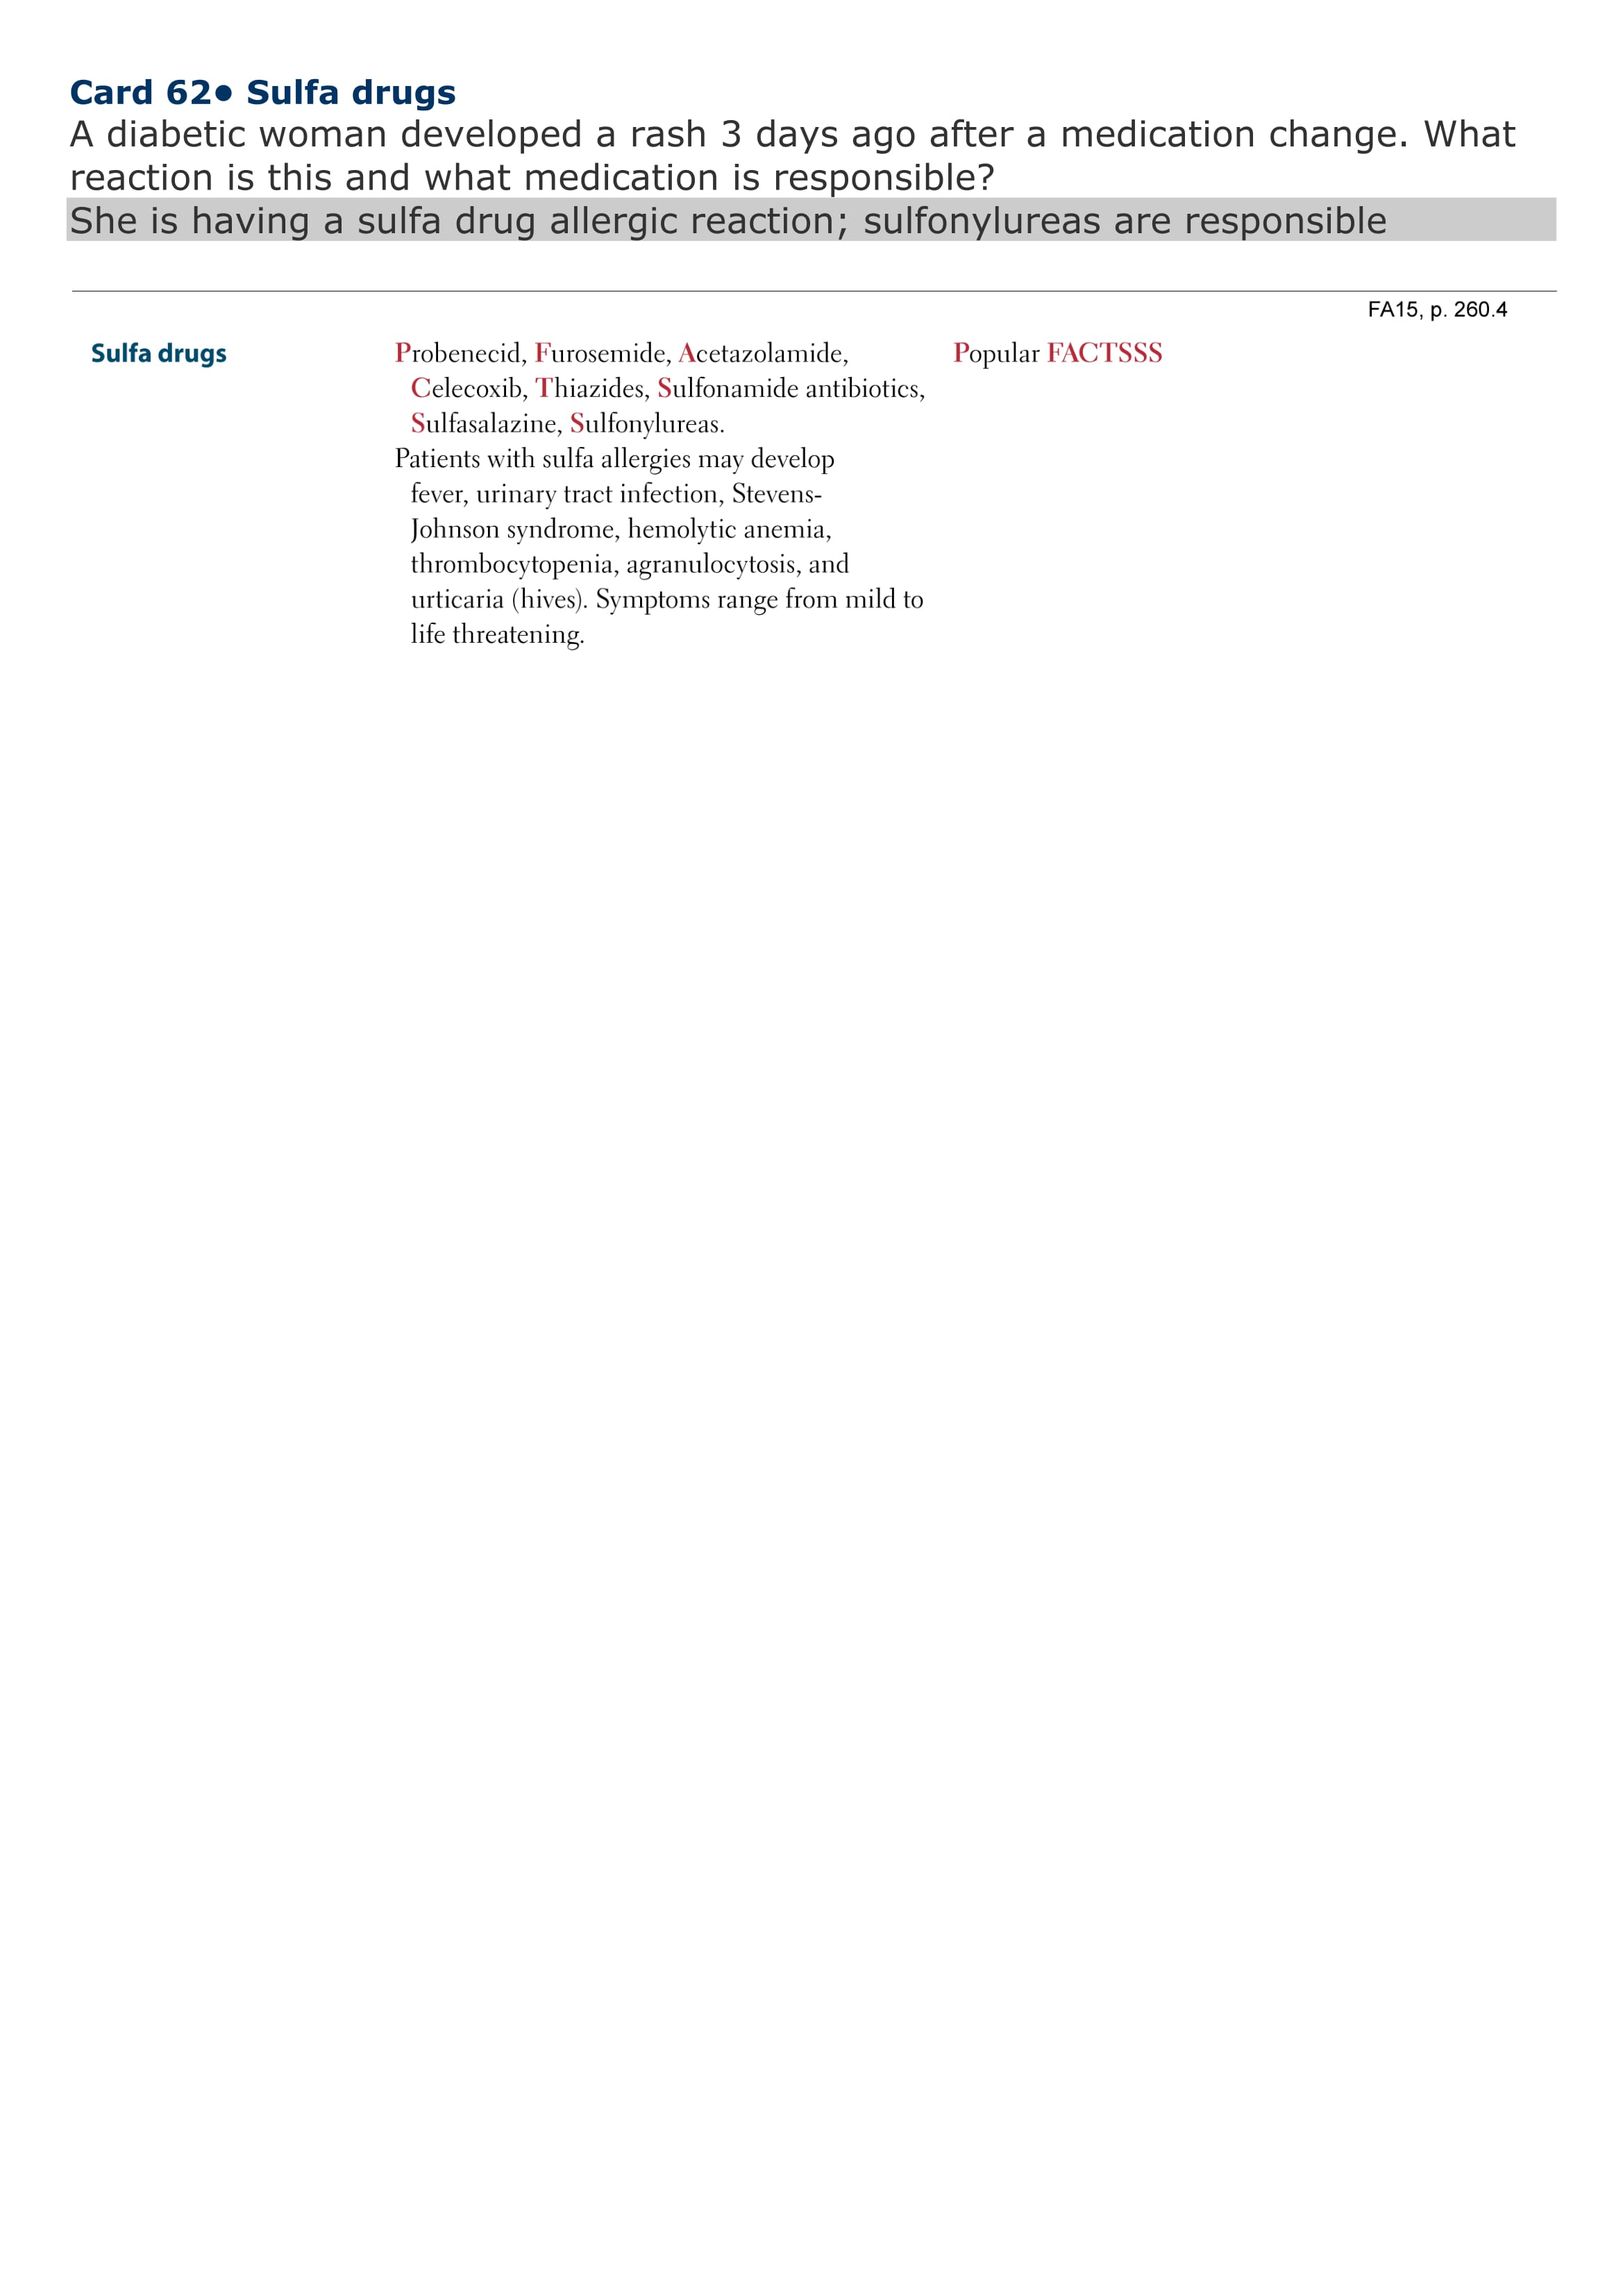 Card 62• Sulfa drugs
A diabetic woman developed a rash 3 days ago after a medication change. What
reaction is this and what medication is responsible?
She is having a sulfa drug allergic reaction; sulfonylureas are responsible
FA15, p. 260.4
Sulfa drugs
Probenecid, Furosemide, Acetazolamide,
Celecoxib, Thiazides, Sulfonamide antibiotics,
Sulfasalazine, Sulfonylureas.
Patients with sulfa allergies may develop
fever, urinary tract infection, Stevens-
Johnson syndrome, hemolytic anemia,
thrombocytopenia, agranulocytosis, and
urticaria (hives). Symptoms range from mild to
life threatening.
Popular FACTSSS